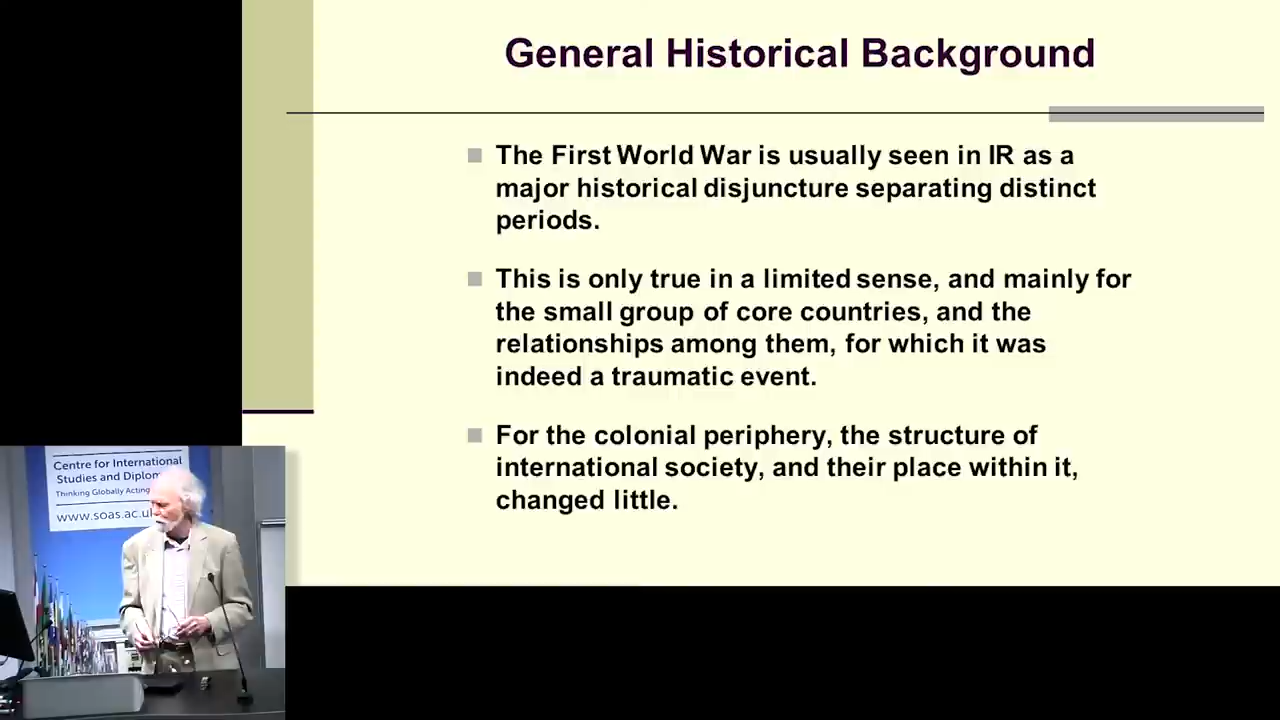 General Historical Background
The First World War is usually seen in IR as a
major historical disjuncture separating distinct
periods.
This is only true in a limited sense, and mainly for
the small group of core countries, and the
relationships among them, for which it was
indeed a traumatic event.
For the colonial periphery, the structure of
international society, and their place within it,
changed little.
Centre for International
Studies and
Thinking Globally Acting
www.soas.ac.uk